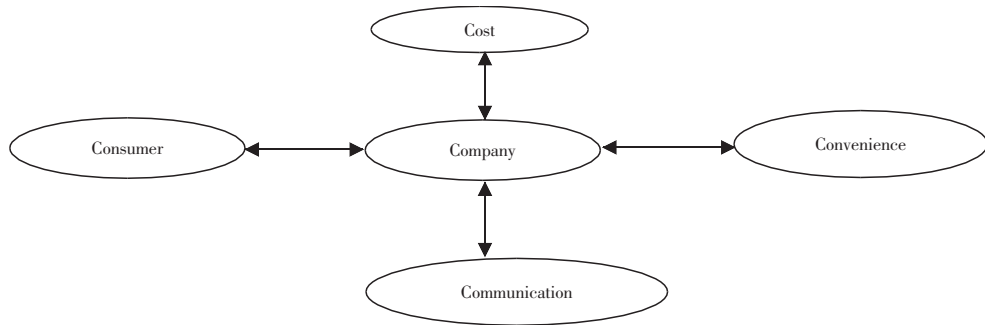 Cost
Consumer
Company
Convenience
Communication